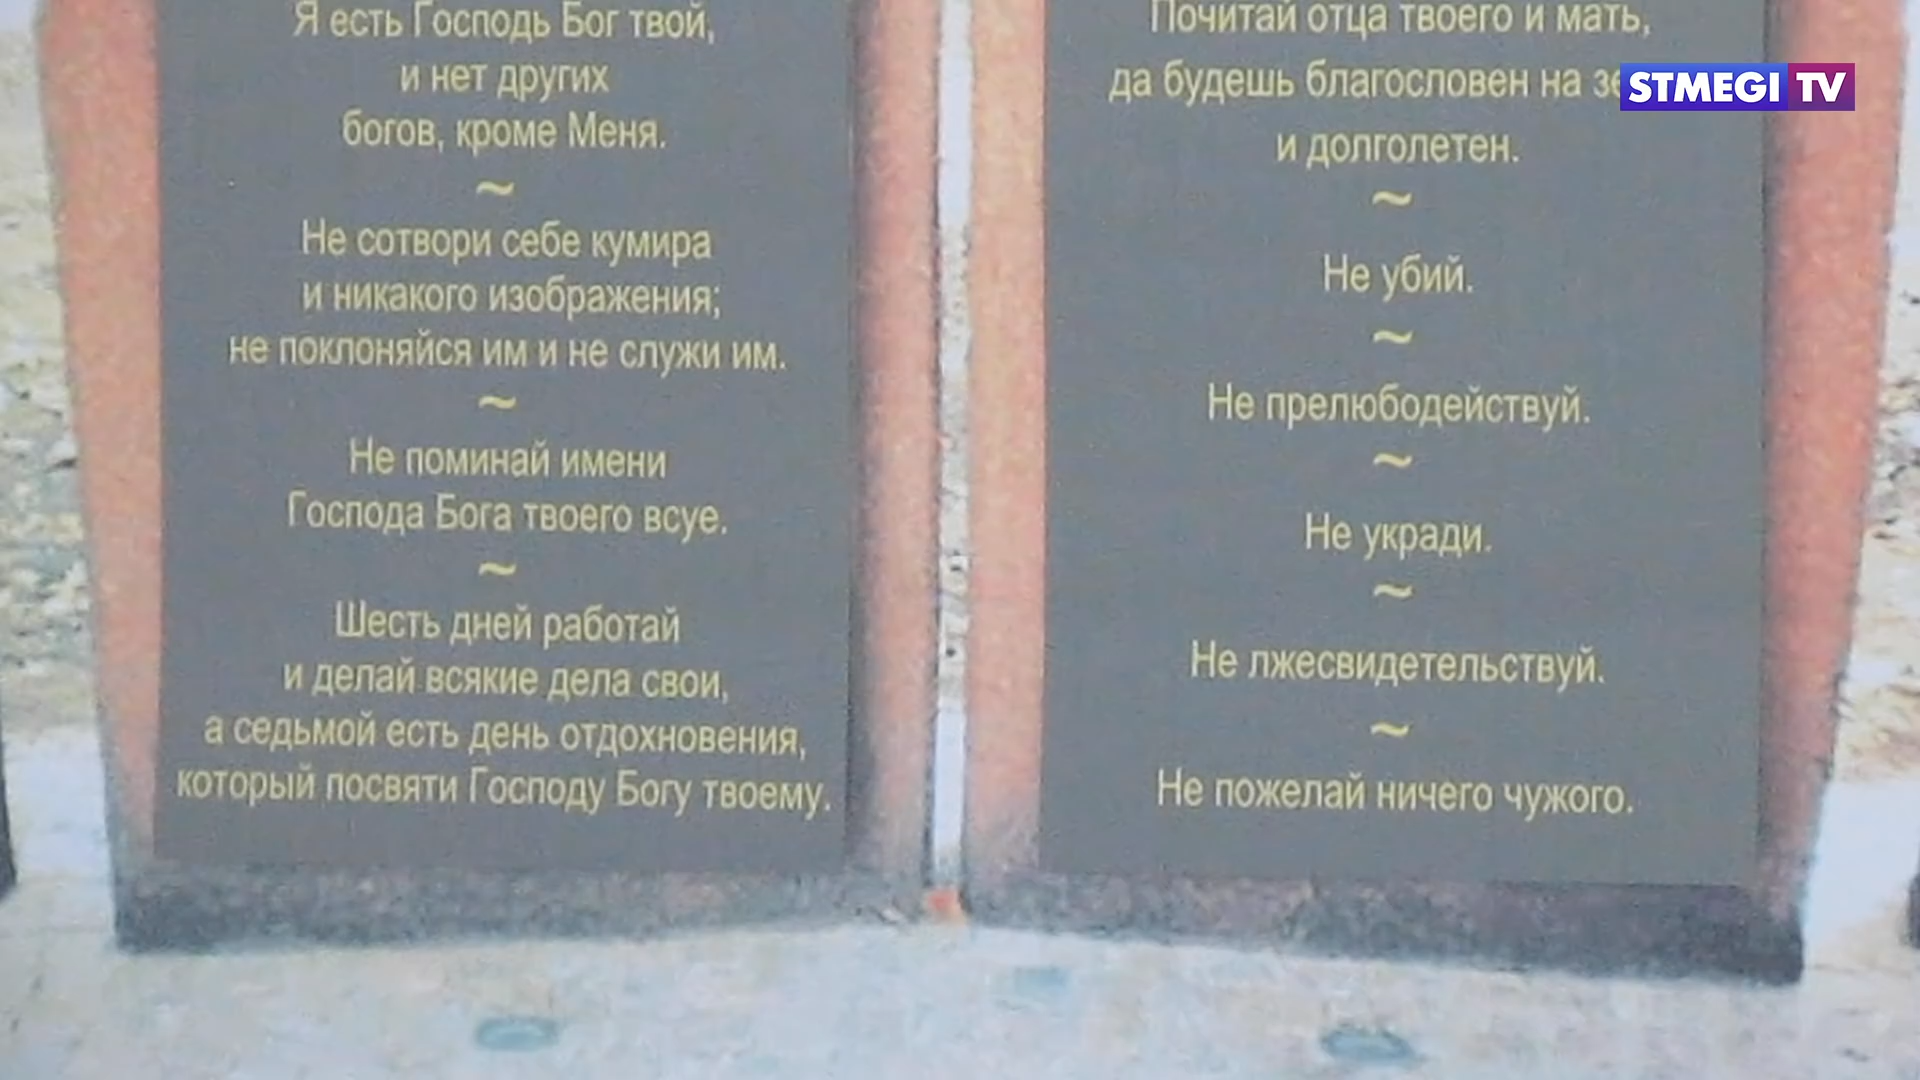 Я есть Господь Бог твой,
и нет других
богов, кроме Меня.
~
Не сотвори себе кумира
и никакого изображения;
не поклоняйся им и не служи им.
~
Не поминай имени
Господа Бога твоего всуе.
~
Шесть дней работай
и делай всякие дела свои,
а седьмой есть день отдохновения,
который посвяти Господу Богу твоему.
Почитай отца твоего и мать,
да будешь благословен на
и долголетен.
~
Не убий.
~
Не прелюбодействуй.
~
Не укради.
~
Не лжесвидетельствуй.
~
Не пожелай ничего чужого.
STMEGI TV